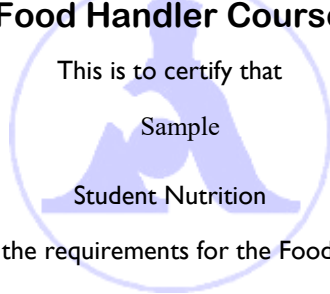 Food Handler Course
This is to certify that
Sample
Student Nutrition
the requirements for the Food